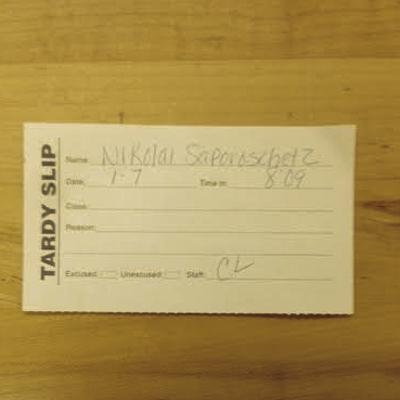 TARDY SLIP
Name: Nikolai Saporoschetz
Date: 1-7 Time In: 8:09
Class:
Reason:
Excused: Unexcused: Staff: CL